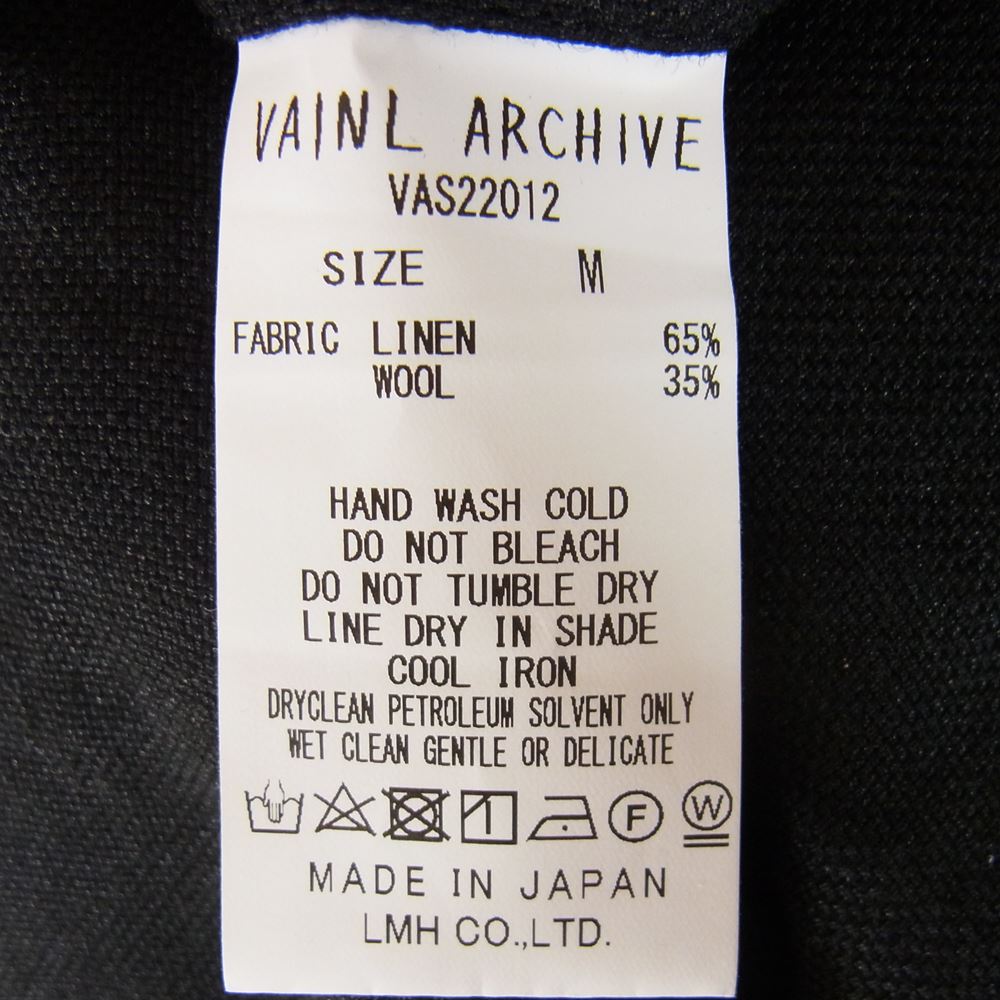 VAINL ARCHIVE
VAS22012
SIZE M
FABRIC LINEN 65%
WOOL 35%
HAND WASH COLD
DO NOT BLEACH
DO NOT TUMBLE DRY
LINE DRY IN SHADE
COOL IRON
DRYCLEAN PETROLEUM SOLVENT ONLY
WET CLEAN GENTLE OR DELICATE
F W
MADE IN JAPAN
LMH CO.,LTD.